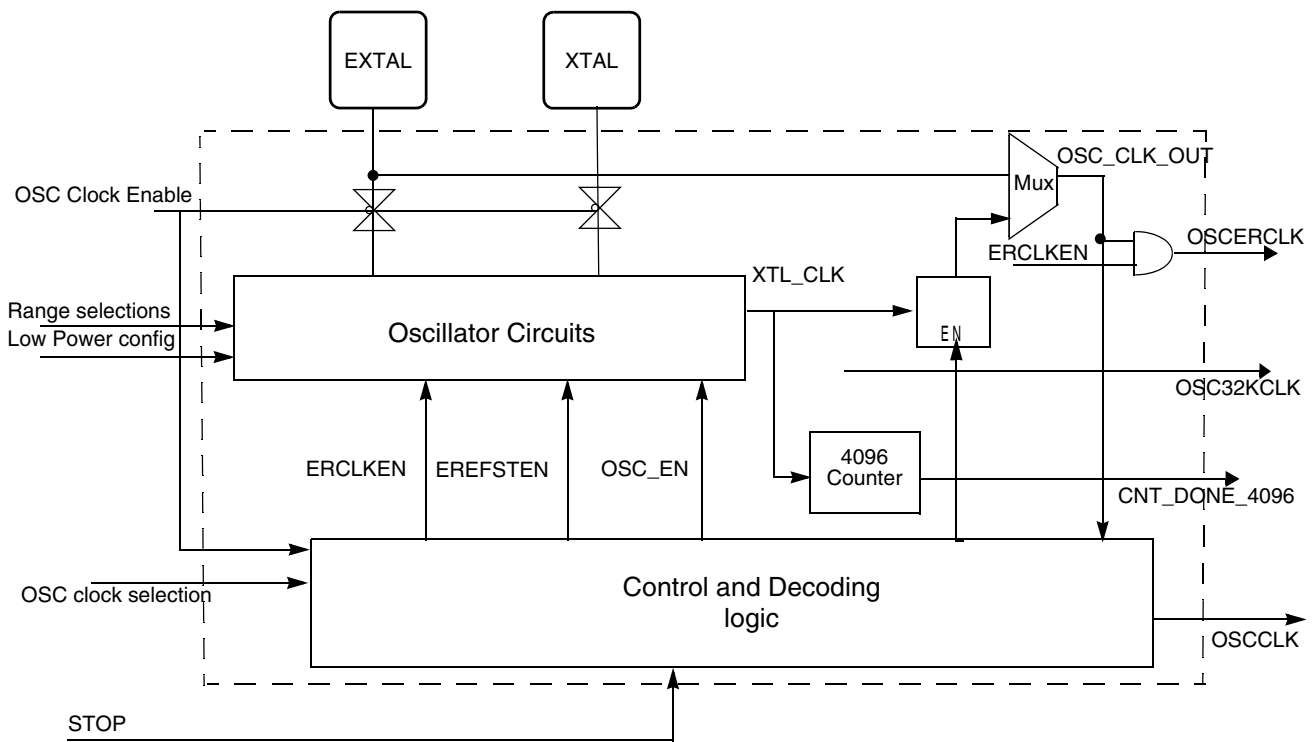 EXTAL
XTAL
OSC_CLK_OUT
Mux
OSC Clock Enable
ERCLKEN
OSCERCLK
XTL_CLK
Range selections
Low Power config
Oscillator Circuits
EN
OSC32KCLK
ERCLKEN
EREFSTEN
OSC_EN
4096
Counter
CNT_DONE_4096
Control and Decoding
logic
OSC clock selection
OSCCLK
STOP